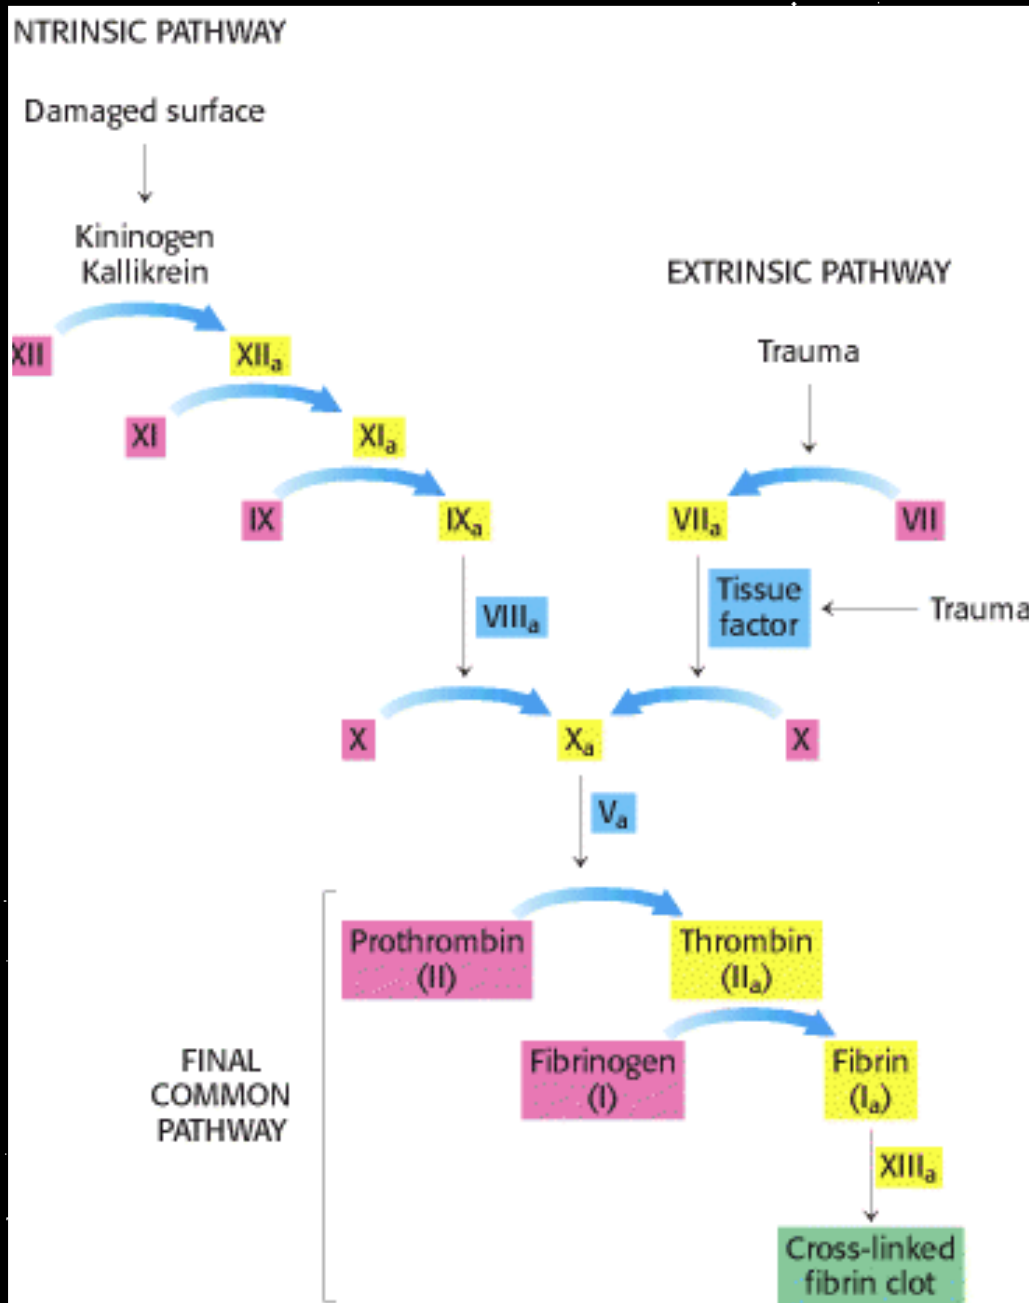 NTRINSIC PATHWAY
Damaged surface
Kininogen
Kallikrein
EXTRINSIC PATHWAY
XII
XIIa
Trauma
XI
XIa
IX
IXa
VIIa
VII
VIIIa
Tissue
factor
Trauma
X
Xa
X
Va
Prothrombin
(II)
Thrombin
(IIa)
Fibrinogen
(I)
Fibrin
(Ia)
FINAL
COMMON
PATHWAY
XIIIa
Cross-linked
fibrin clot